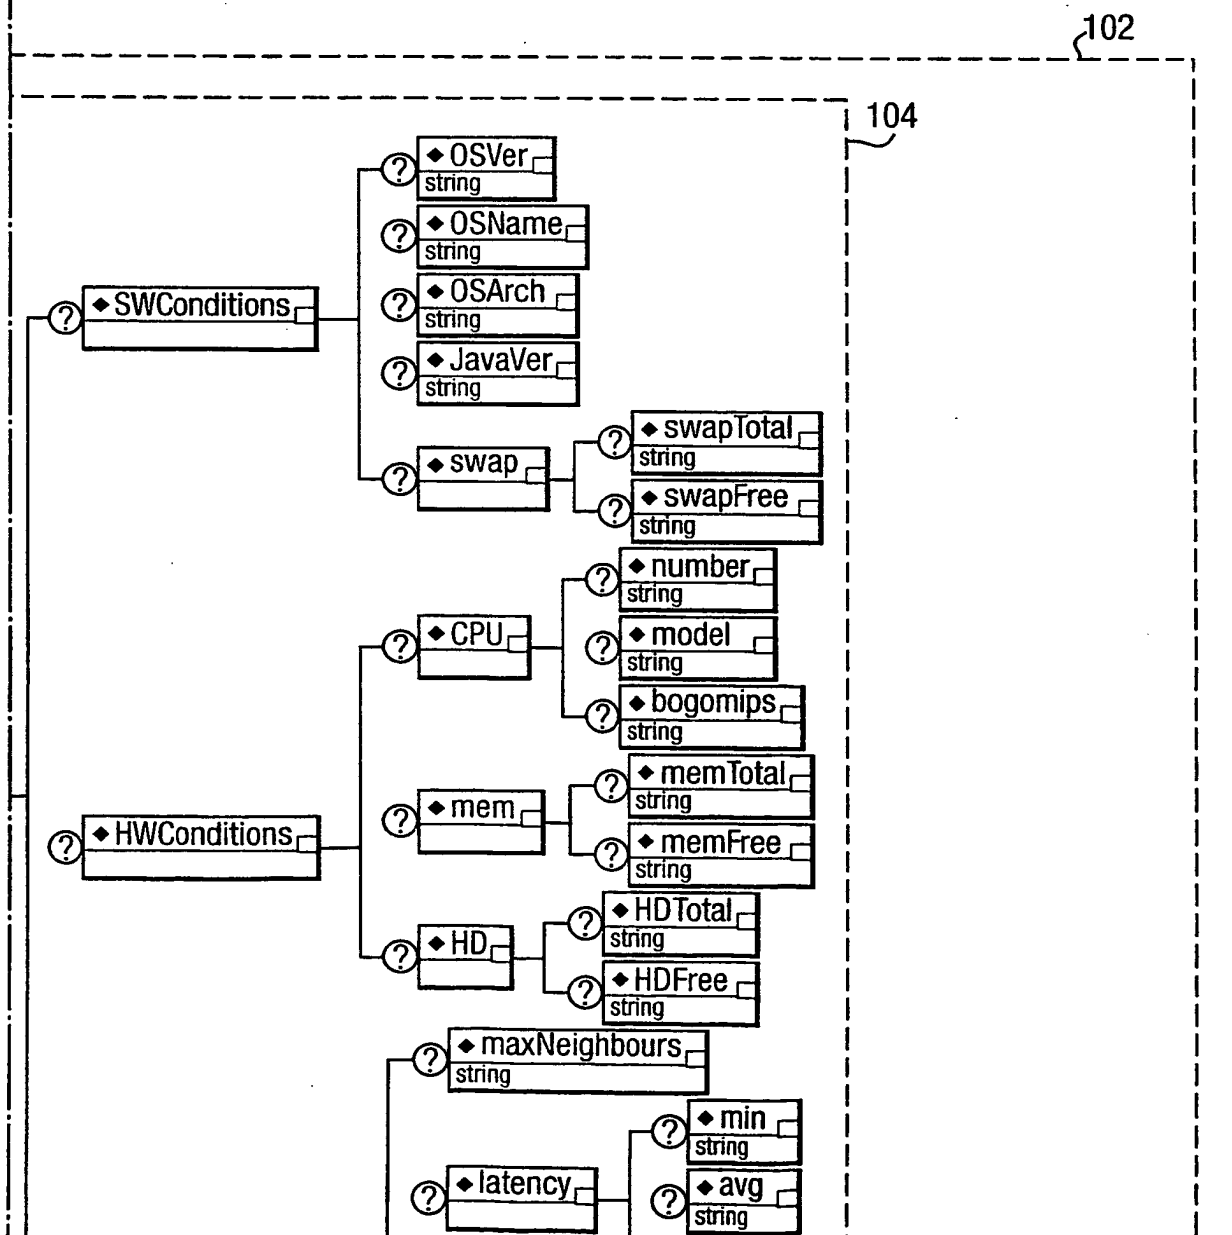 102
104
? ◆ OSVer
string
? ◆ OSName
string
? ◆ SWConditions
? ◆ OSArch
string
? ◆ JavaVer
string
? ◆ swap
? ◆ swapTotal
string
? ◆ swapFree
string
? ◆ HWConditions
? ◆ CPU
? ◆ number
string
? ◆ model
string
? ◆ bogomips
string
? ◆ mem
? ◆ memTotal
string
? ◆ memFree
string
? ◆ HD
? ◆ HDTotal
string
? ◆ HDFree
string
? ◆ maxNeighbours
string
? ◆ latency
? ◆ min
string
? ◆ avg
string